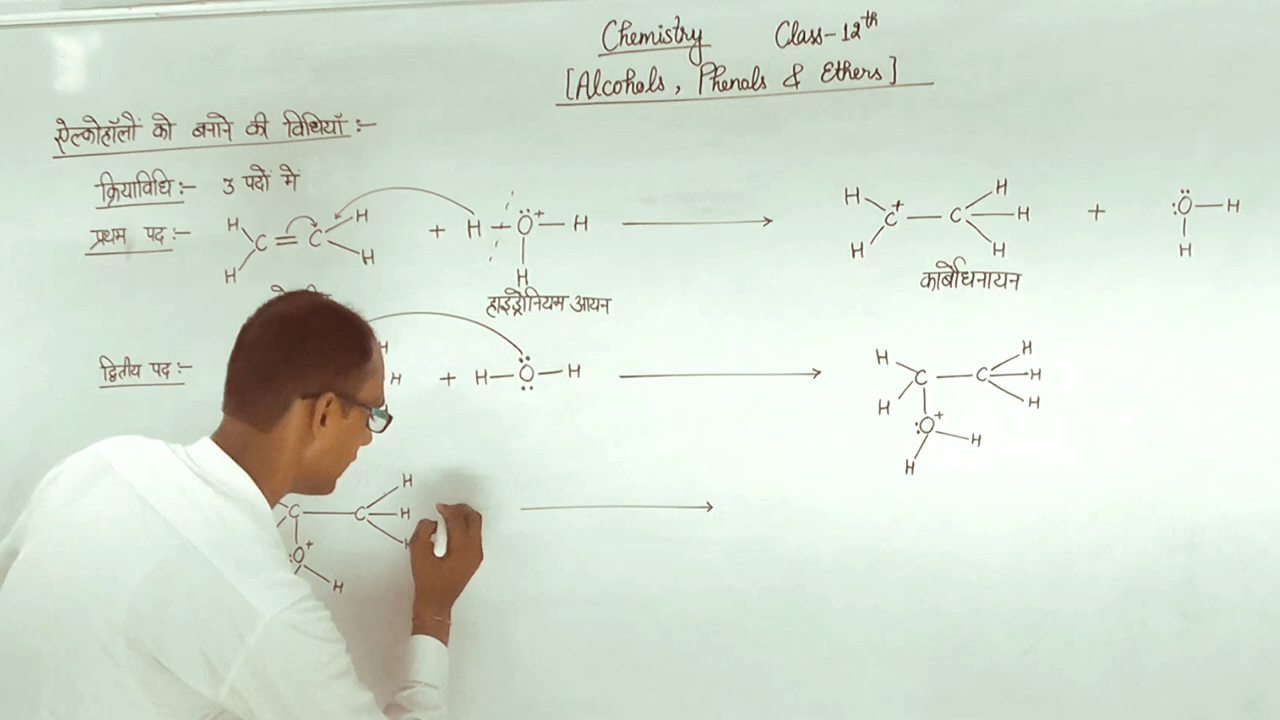 Chemistry Class-12th
[Alcohols, Phenols & Ethers]
ऐल्कोहॉलों को बनाने की विधियाँ :-
क्रियाविधि :- 3 पदों में
प्रथम पद :-
H H H H
C = C + H - O+ - H → C+ - C - H + :O - H
H H H H H H
हाइड्रोनियम आयन कार्बोधनायन
द्वितीय पद :-
H H H
H + H - O - H → C - C - H
H H
:O+ - H
H
H
C - C - H
H
:O+
H